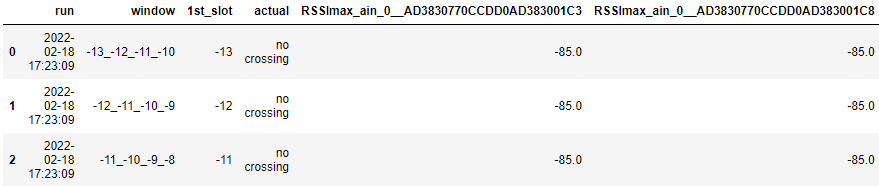 run window 1st_slot actual RSSImax_ain_0__AD3830770CCDD0AD383001C3 RSSImax_ain_0__AD3830770CCDD0AD383001C8
0 2022-02-18 17:23:09 -13_-12_-11_-10 -13 no crossing -85.0 -85.0
1 2022-02-18 17:23:09 -12_-11_-10_-9 -12 no crossing -85.0 -85.0
2 2022-02-18 17:23:09 -11_-10_-9_-8 -11 no crossing -85.0 -85.0